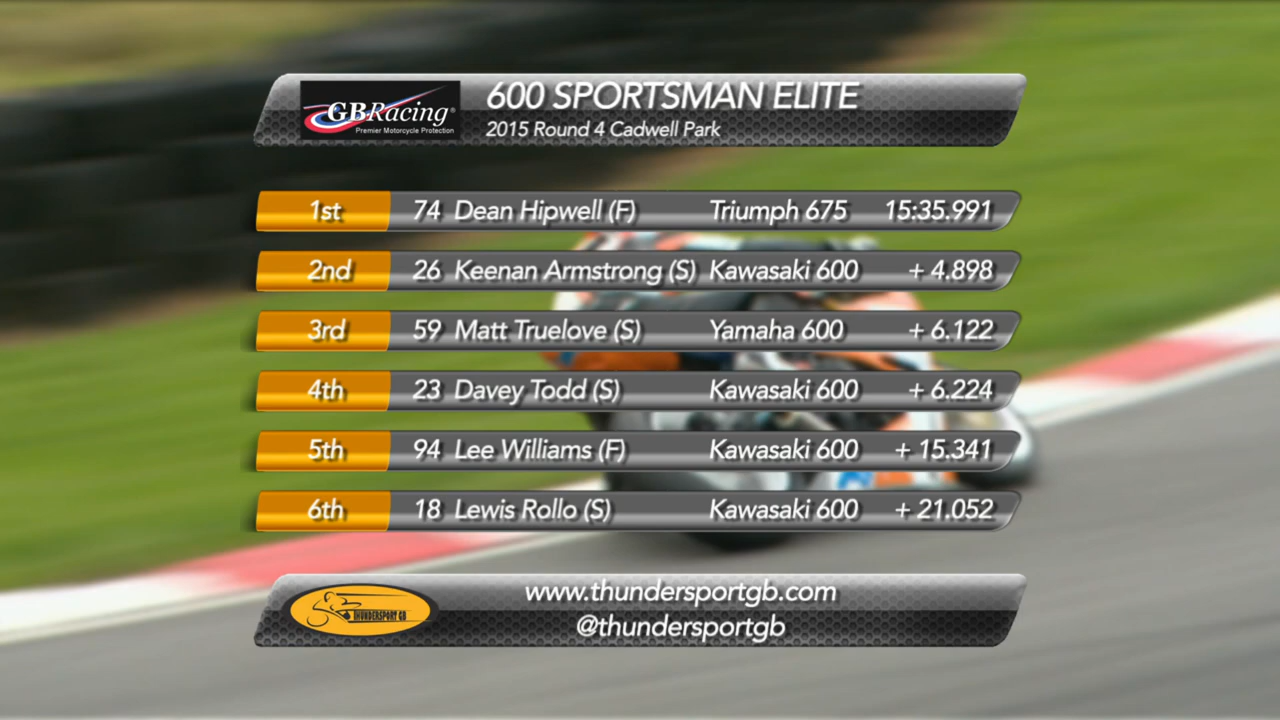 GBRacing®
Premier Motorcycle Protection
600 SPORTSMAN ELITE
2015 Round 4 Cadwell Park
1st 74 Dean Hipwell (F) Triumph 675 15:35.991
2nd 26 Keenan Armstrong (S) Kawasaki 600 + 4.898
3rd 59 Matt Truelove (S) Yamaha 600 + 6.122
4th 23 Davey Todd (S) Kawasaki 600 + 6.224
5th 94 Lee Williams (F) Kawasaki 600 + 15.341
6th 18 Lewis Rollo (S) Kawasaki 600 + 21.052
THUNDERSPORT GB
www.thundersportgb.com
@thundersportgb